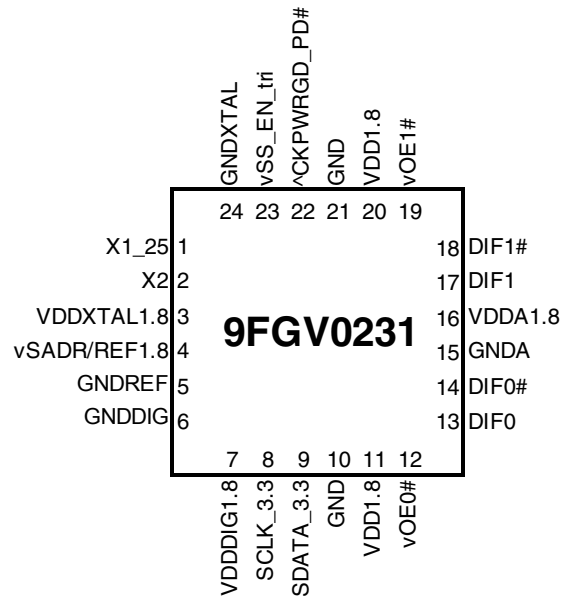 GNDXTAL
vSS_EN_tri
^CKPWRGD_PD#
GND
VDD1.8
vOE1#
24 23 22 21 20 19
X1_25 1
X2 2
VDDXTAL1.8 3
vSADR/REF1.8 4
GNDREF 5
GNDDIG 6
9FGV0231
18 DIF1#
17 DIF1
16 VDDA1.8
15 GNDA
14 DIF0#
13 DIF0
7 8 9 10 11 12
VDDDIG1.8
SCLK_3.3
SDATA_3.3
GND
VDD1.8
vOE0#